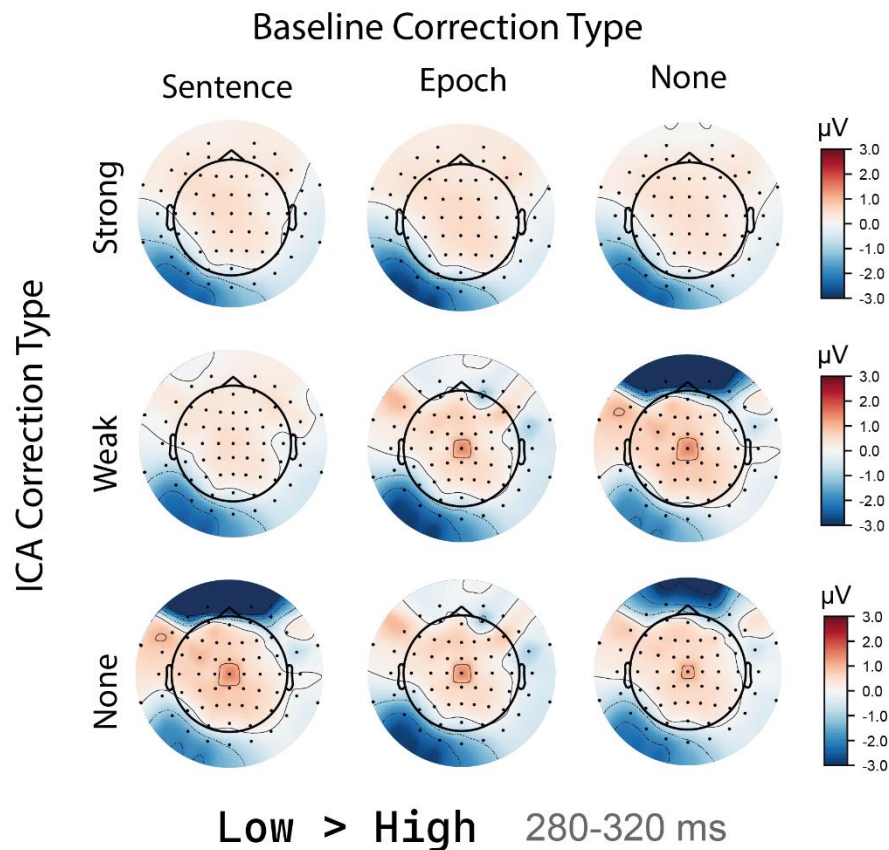 Baseline Correction Type
Sentence Epoch None
ICA Correction Type
Strong
µV
3.0
2.0
1.0
0.0
-1.0
-2.0
-3.0
Weak
µV
3.0
2.0
1.0
0.0
-1.0
-2.0
-3.0
None
µV
3.0
2.0
1.0
0.0
-1.0
-2.0
-3.0
Low > High 280-320 ms